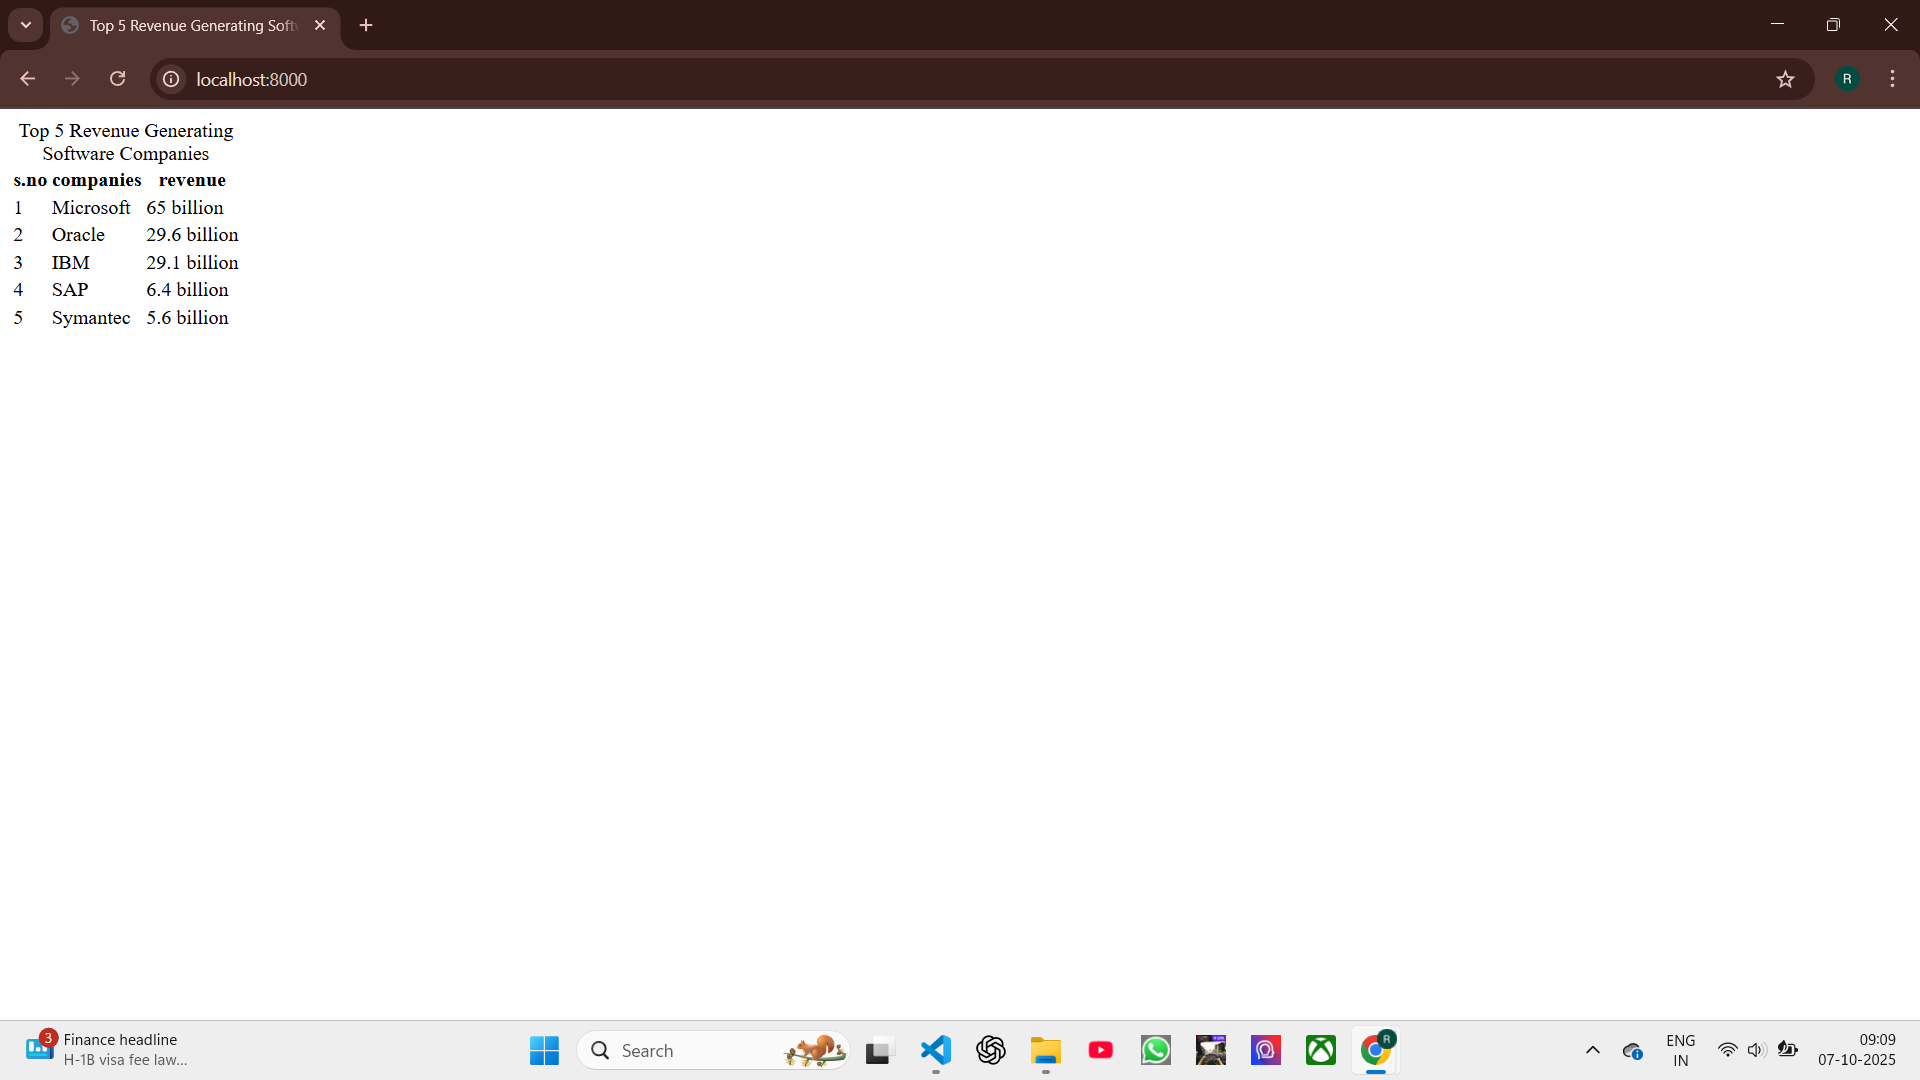 Top 5 Revenue Generating Soft
localhost:8000
R
Top 5 Revenue Generating
Software Companies
s.no companies revenue
1 Microsoft 65 billion
2 Oracle 29.6 billion
3 IBM 29.1 billion
4 SAP 6.4 billion
5 Symantec 5.6 billion
3
Finance headline
H-1B visa fee law...
Search
R
ENG
IN
09:09
07-10-2025